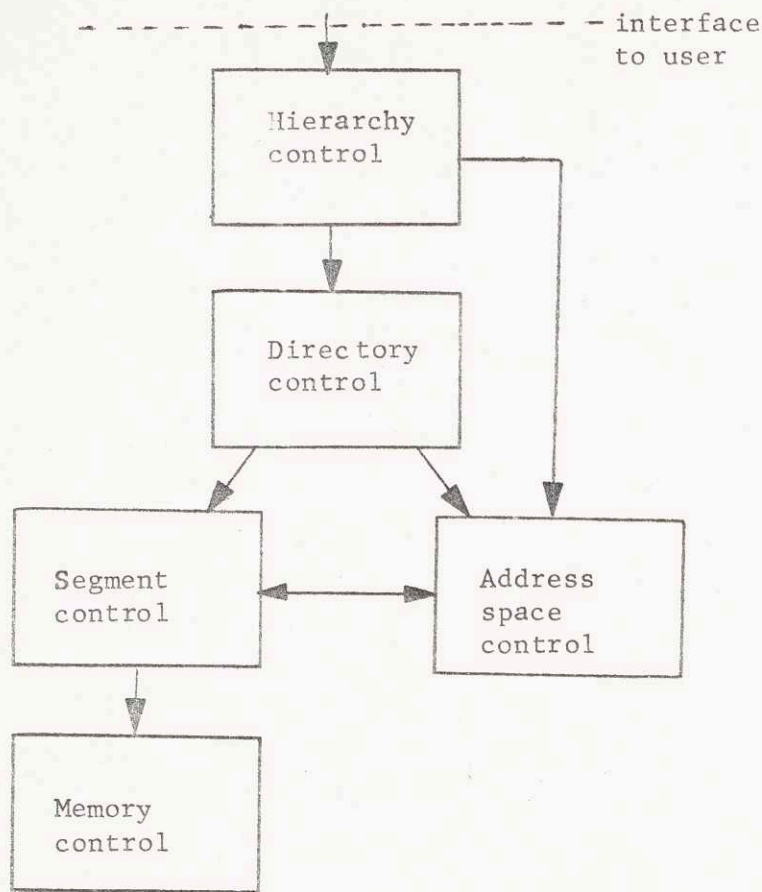 interface
to user
Hierarchy
control
Directory
control
Segment
control
Address
space
control
Memory
control